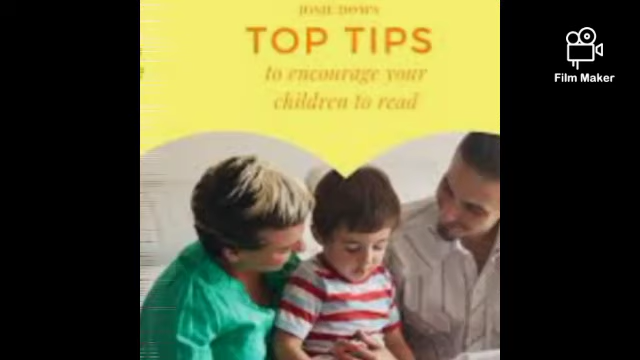 TOP TIPS
to encourage your
children to read
Film Maker